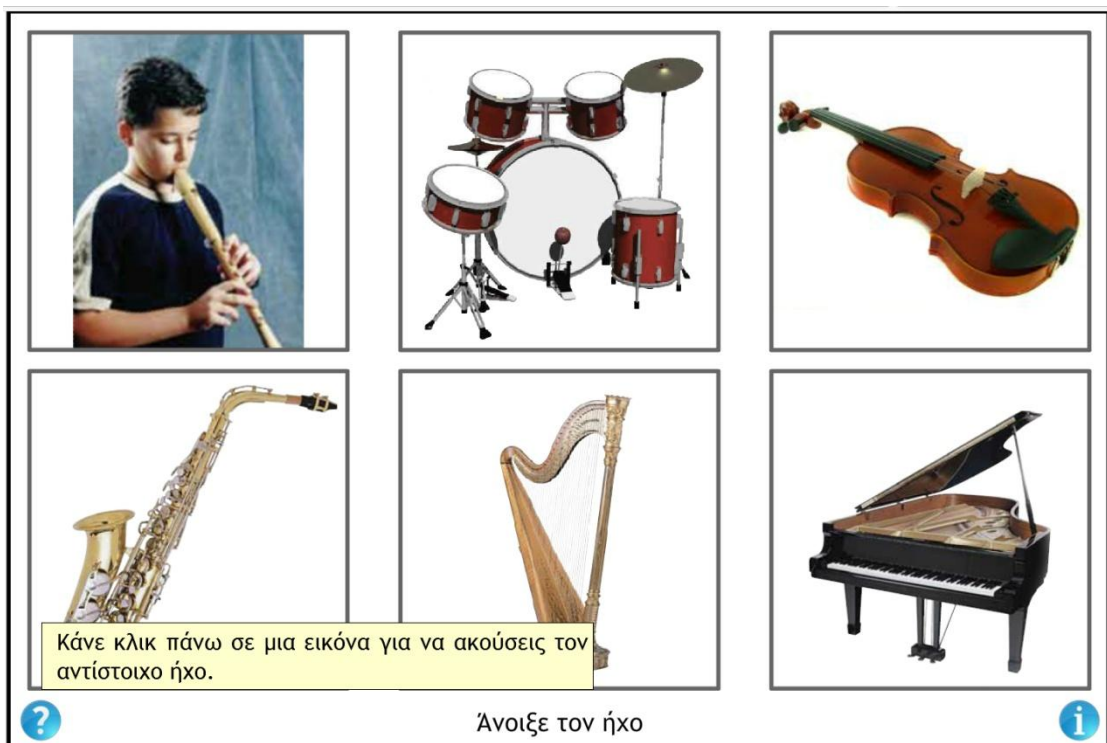 Κάνε κλικ πάνω σε μια εικόνα για να ακούσεις τον
αντίστοιχο ήχο.
?
Άνοιξε τον ήχο
i